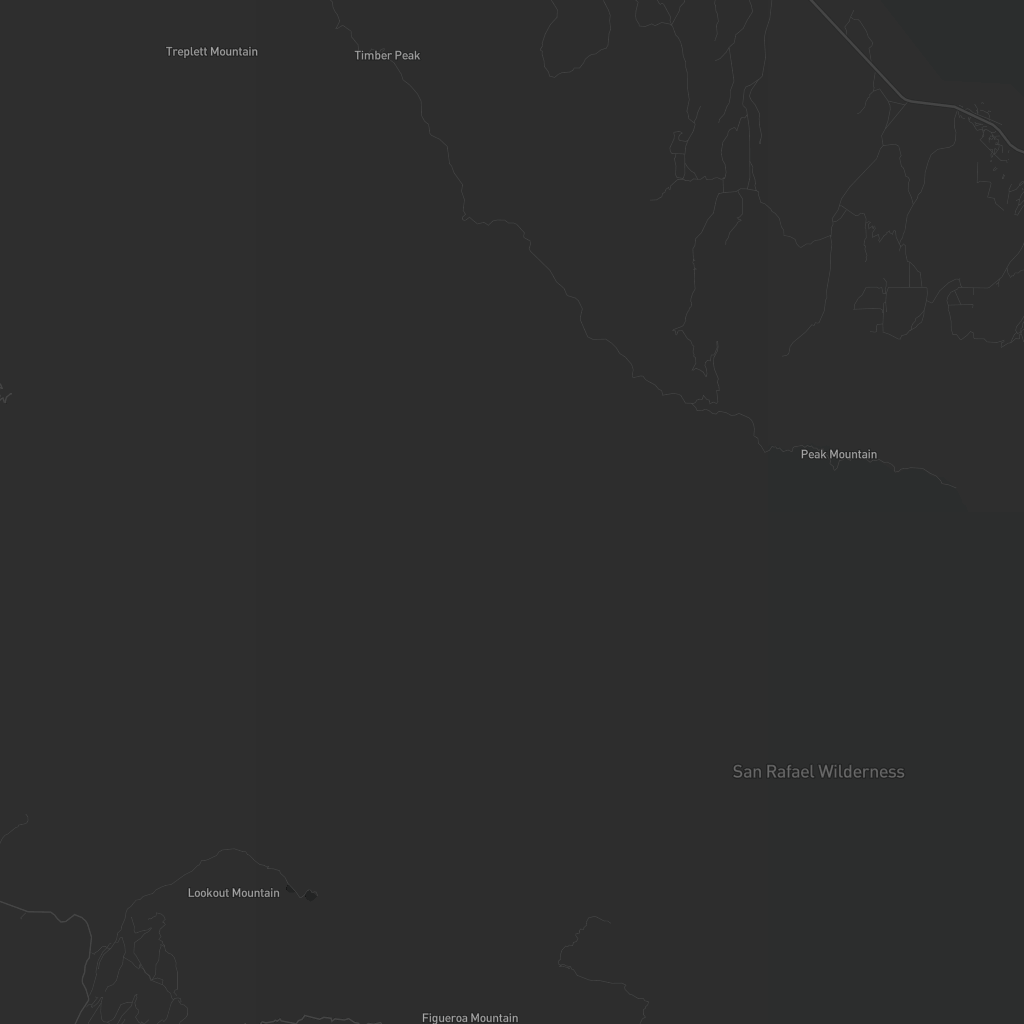 Treplett Mountain
Timber Peak
Peak Mountain
San Rafael Wilderness
Lookout Mountain
Figueroa Mountain